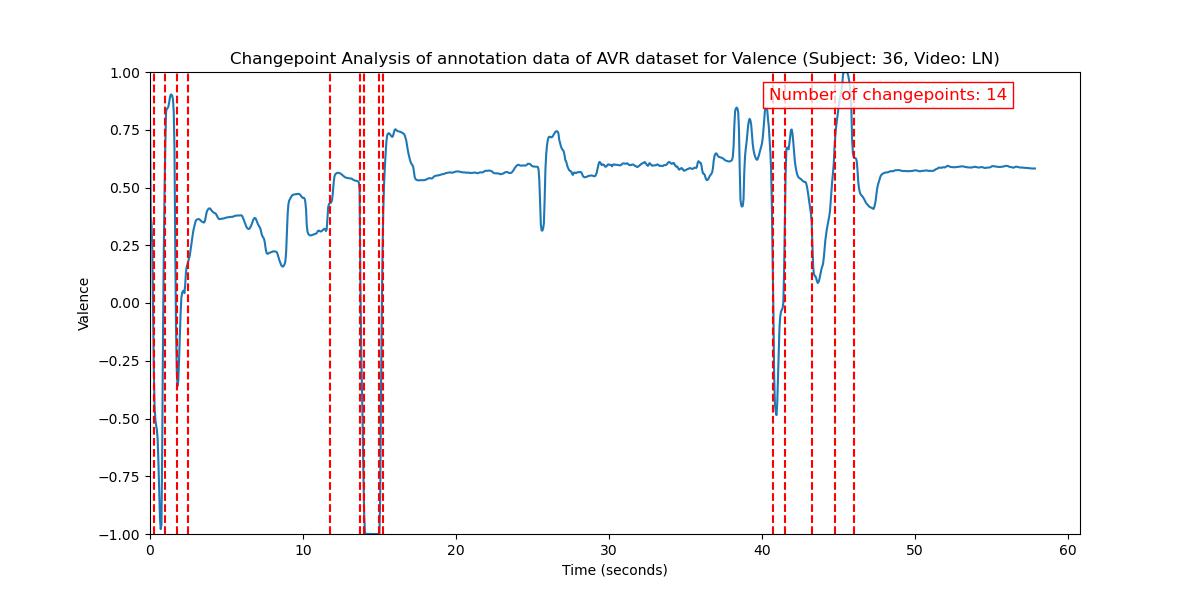 Changepoint Analysis of annotation data of AVR dataset for Valence (Subject: 36, Video: LN)
Number of changepoints: 14
Valence
1.00
0.75
0.50
0.25
0.00
−0.25
−0.50
−0.75
−1.00
0 10 20 30 40 50 60
Time (seconds)